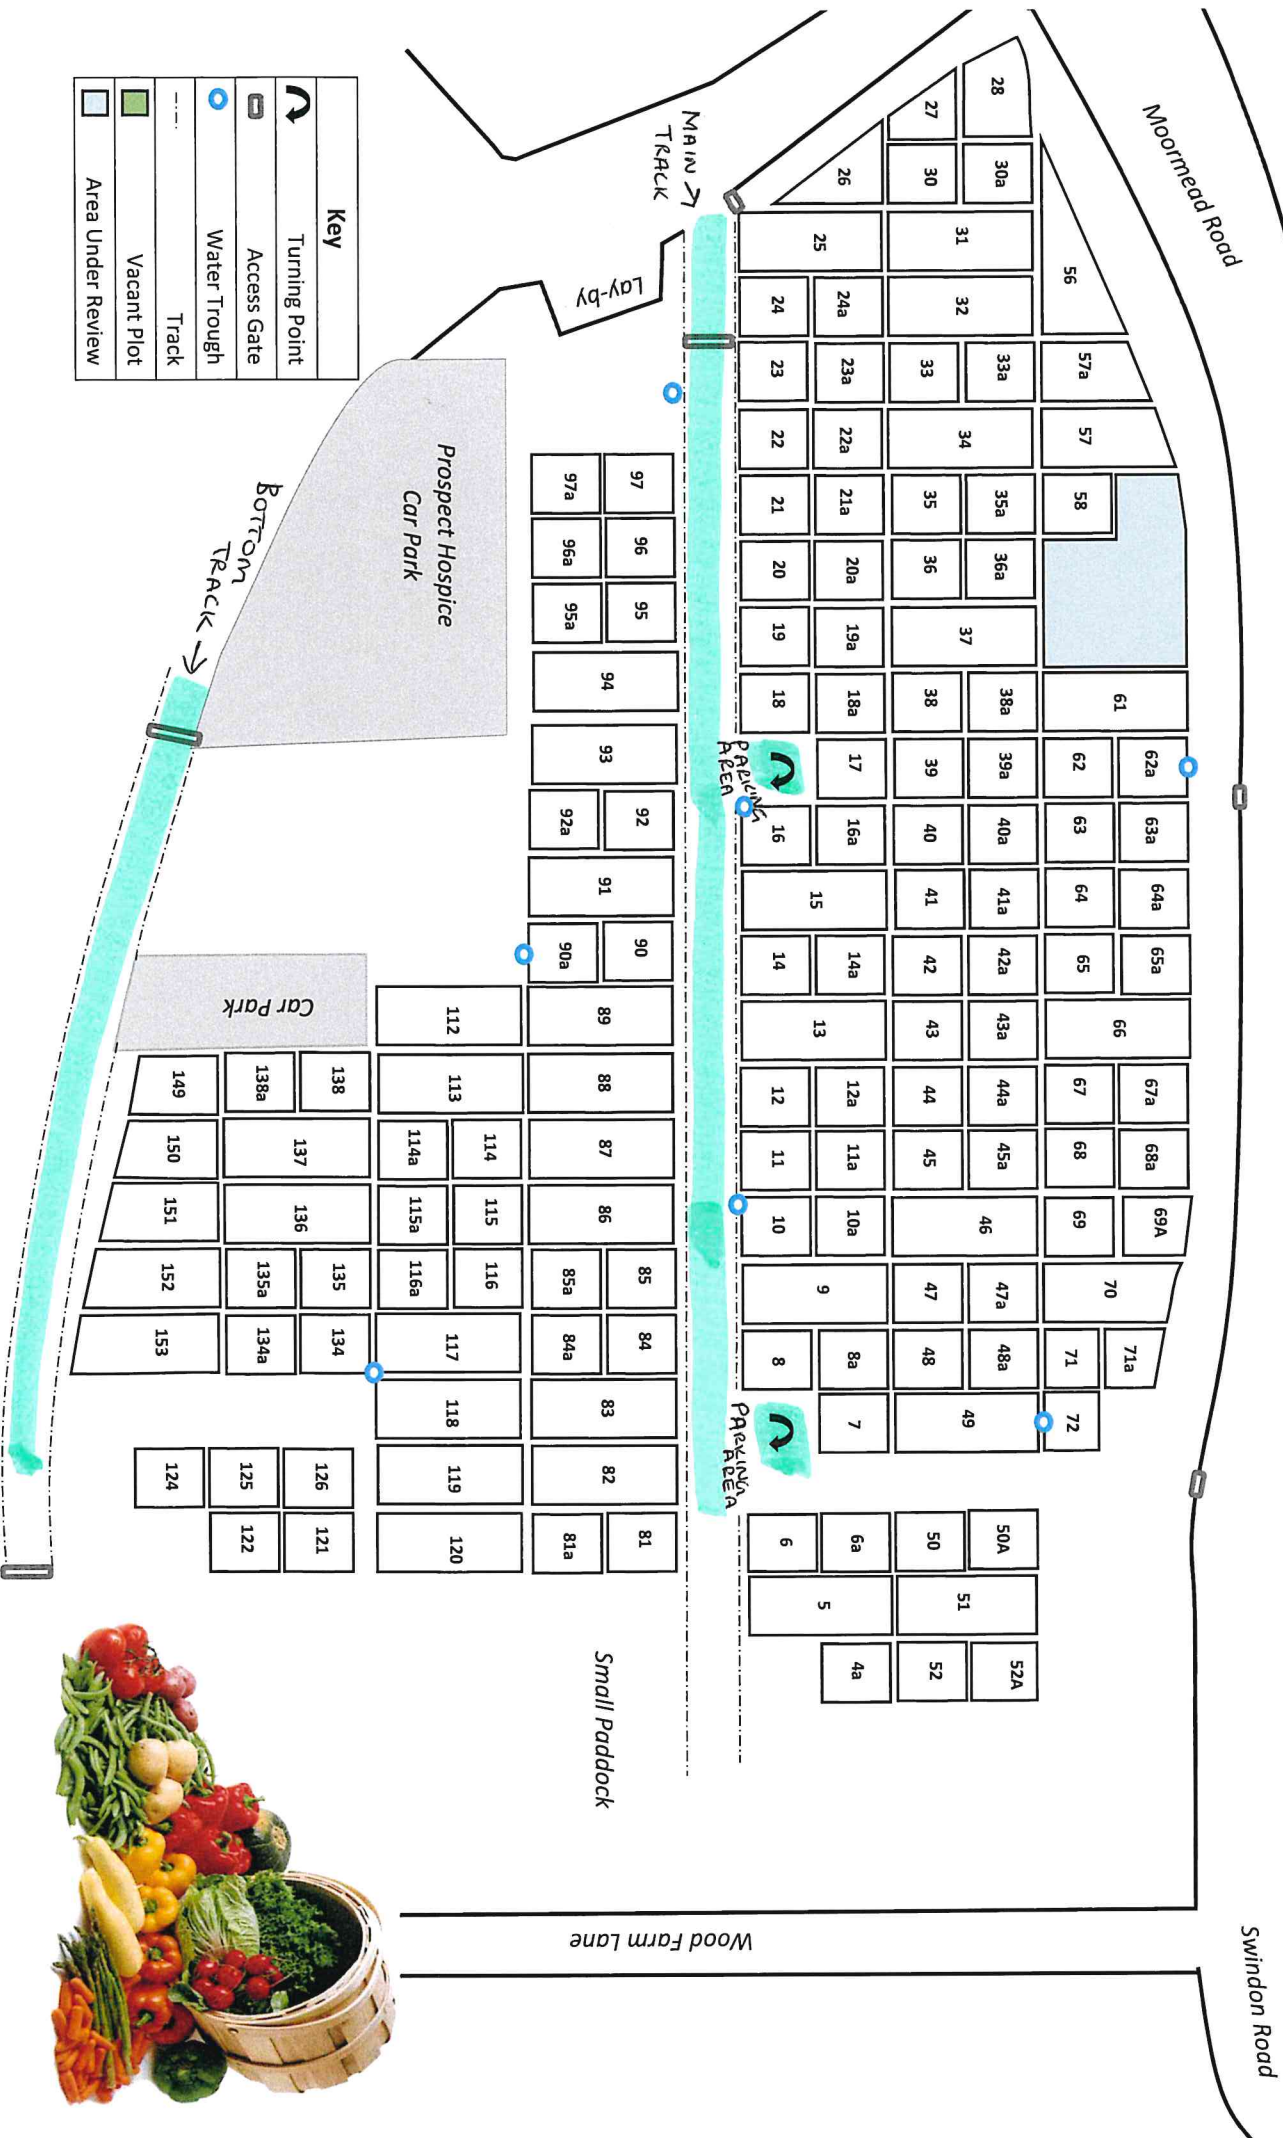 Moormead Road
Swindon Road
62a 63a 64a 65a 67a 68a 69A 71a
61 66 70
56 57a 57 58 62 63 64 65 67 68 69 71 72
28 30a 33a 35a 36a 38a 39a 40a 41a 42a 43a 44a 45a 47a 48a 50A 52A
31 32 34 37 46 49 51
27 30 33 35 36 38 39 40 41 42 43 44 45 47 48 50 52
26 24a 23a 22a 21a 20a 19a 18a 17 16a 14a 12a 11a 10a 8a 7 6a 4a
25 15 13 9 5
24 23 22 21 20 19 18 16 14 12 11 10 8 6
PARKING
AREA
PARKING
AREA
Wood Farm Lane
MAIN →
TRACK
Lay-by
97 96 95 92 90 85 84 81
94 93 91 89 88 87 86 83 82
97a 96a 95a 92a 90a 85a 84a 81a
Small Paddock
Prospect Hospice
Car Park
114 115 116
112 113 117 118 119 120
114a 115a 116a
138 135 134 126 121
137 136
138a 135a 134a 125 122
149 150 151 152 153 124
Car Park
BOTTOM
TRACK →
Key
Turning Point
Access Gate
Water Trough
Track
Vacant Plot
Area Under Review